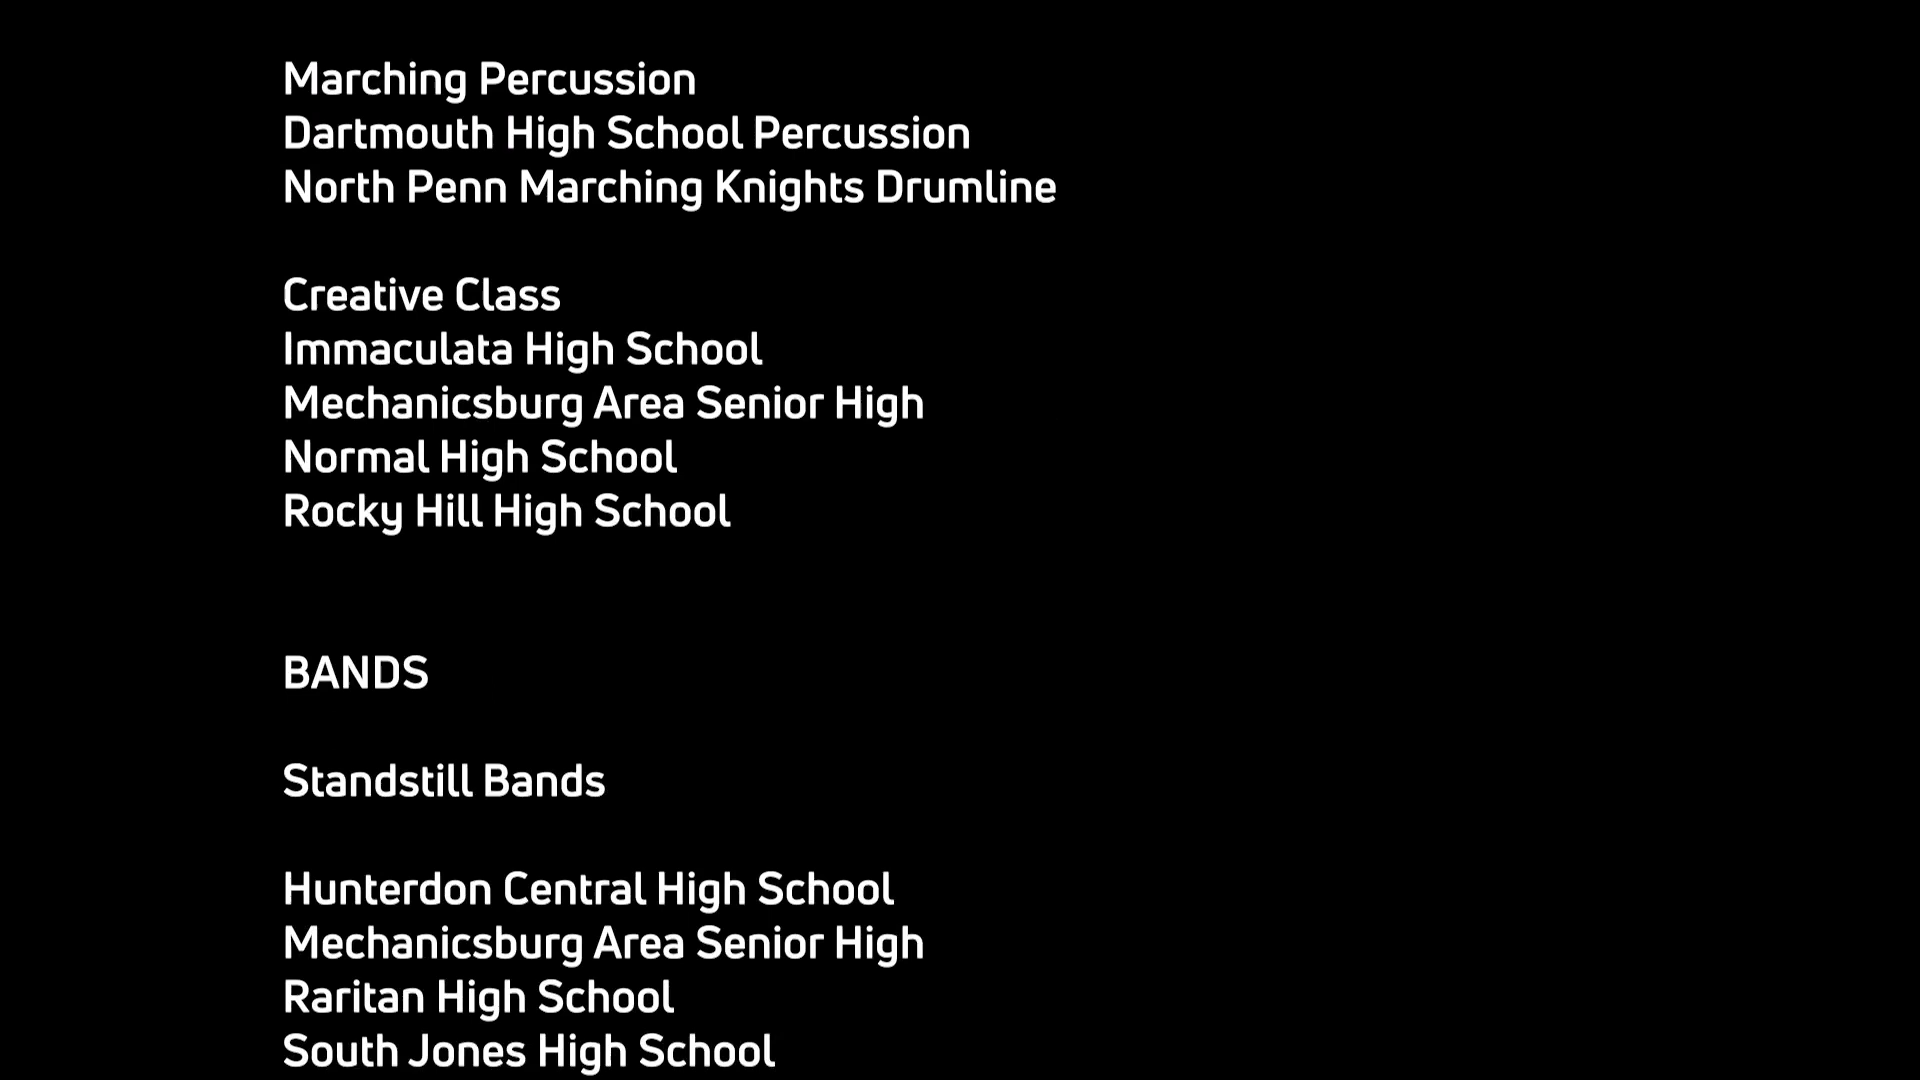 Marching Percussion
Dartmouth High School Percussion
North Penn Marching Knights Drumline
Creative Class
Immaculata High School
Mechanicsburg Area Senior High
Normal High School
Rocky Hill High School
BANDS
Standstill Bands
Hunterdon Central High School
Mechanicsburg Area Senior High
Raritan High School
South Jones High School